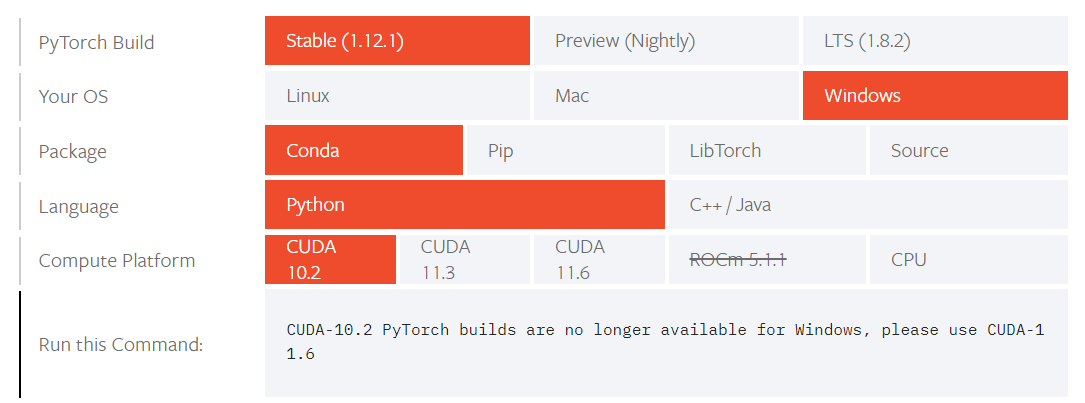 PyTorch Build
Stable (1.12.1)
Preview (Nightly)
LTS (1.8.2)
Your OS
Linux
Mac
Windows
Package
Conda
Pip
LibTorch
Source
Language
Python
C++ / Java
Compute Platform
CUDA
10.2
CUDA
11.3
CUDA
11.6
ROCm 5.1.1
CPU
Run this Command:
CUDA-10.2 PyTorch builds are no longer available for Windows, please use CUDA-1
1.6